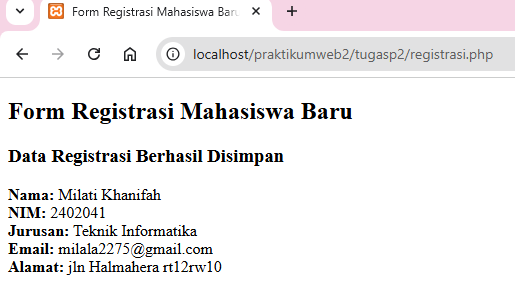 Form Registrasi Mahasiswa Baru
localhost/praktikumweb2/tugasp2/registrasi.php
Form Registrasi Mahasiswa Baru
Data Registrasi Berhasil Disimpan
Nama: Milati Khanifah
NIM: 2402041
Jurusan: Teknik Informatika
Email: milala2275@gmail.com
Alamat: jln Halmahera rt12rw10